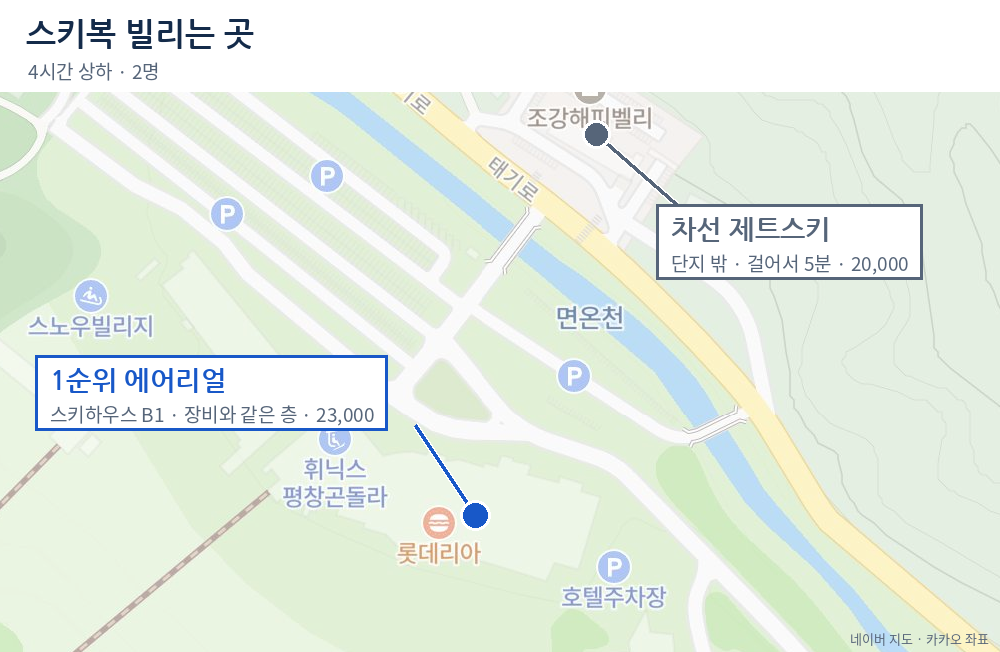 스키복 빌리는 곳
4시간 상하 · 2명
기로
조강해피벨리
태기로
차선 제트스키
단지 밖 · 걸어서 5분 · 20,000
P
P
스노우빌리지
면온천
1순위 에어리얼
스키하우스 B1 · 장비와 같은 층 · 23,000
P
휘닉스
평창곤돌라
롯데리아
P
호텔주차장
네이버 지도 · 카카오 좌표